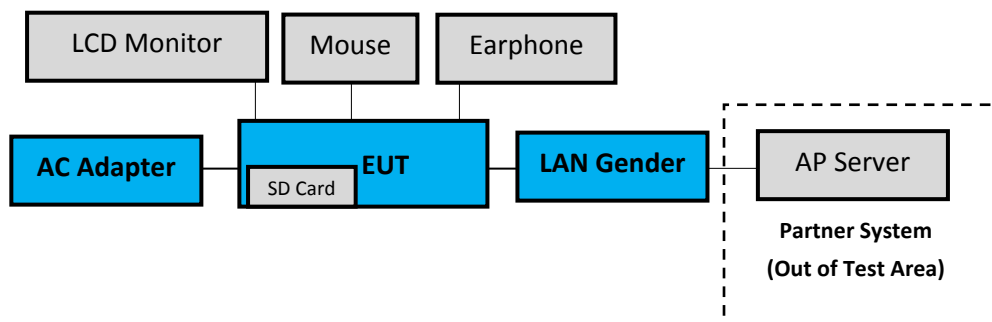 LCD Monitor
Mouse
Earphone
AC Adapter
EUT
SD Card
LAN Gender
AP Server
Partner System
(Out of Test Area)